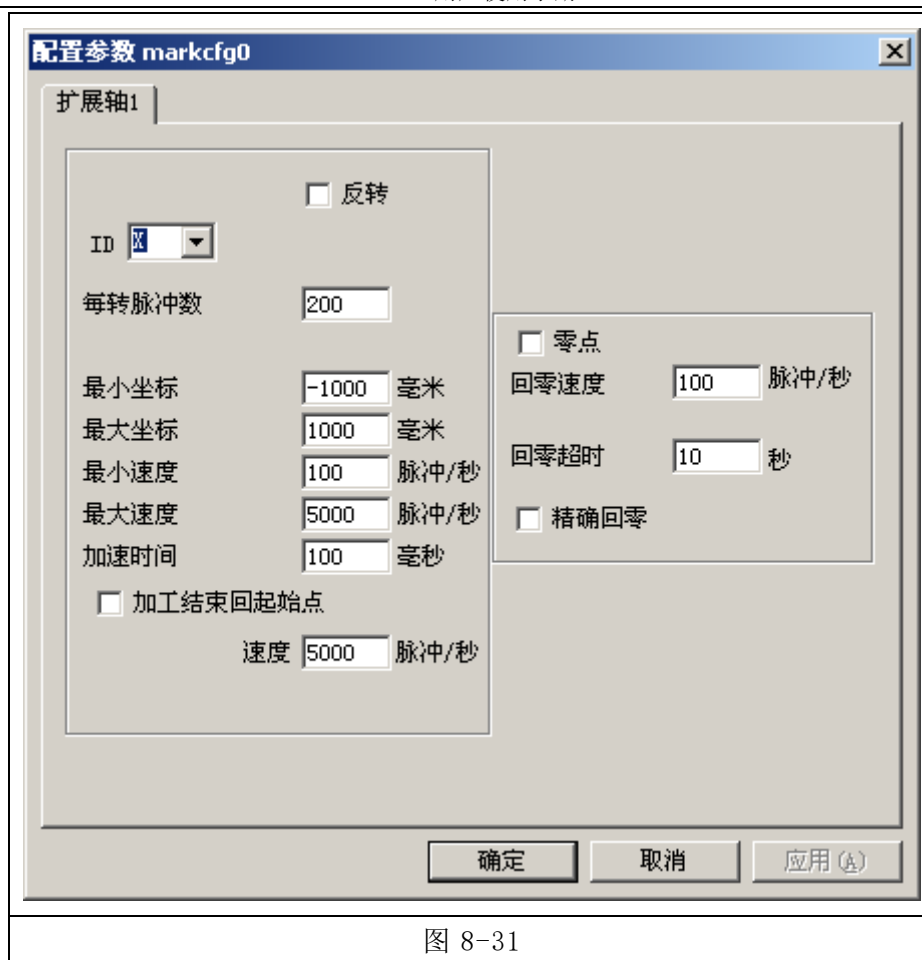 配置参数 markcfg0
扩展轴1
反转
ID X
每转脉冲数 200
最小坐标 -1000 毫米
最大坐标 1000 毫米
最小速度 100 脉冲/秒
最大速度 5000 脉冲/秒
加速时间 100 毫秒
加工结束回起始点
速度 5000 脉冲/秒
零点
回零速度 100 脉冲/秒
回零超时 10 秒
精确回零
确定 取消 应用(A)
图 8-31